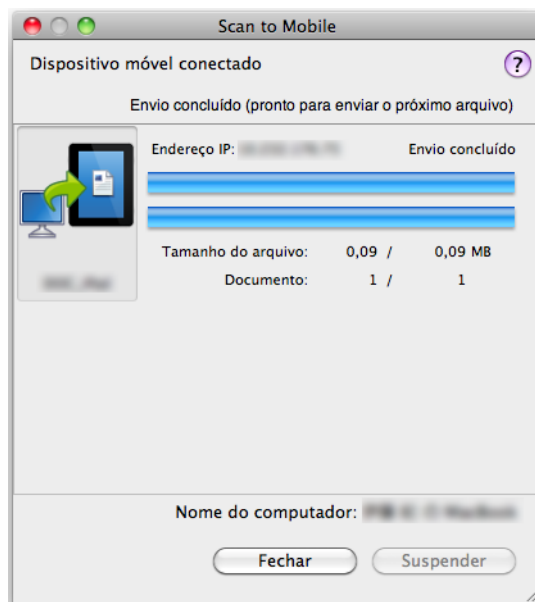 Scan to Mobile
Dispositivo móvel conectado ?
Envio concluído (pronto para enviar o próximo arquivo)
Endereço IP: Envio concluído
Tamanho do arquivo: 0,09 / 0,09 MB
Documento: 1 / 1
Nome do computador:
Fechar Suspender